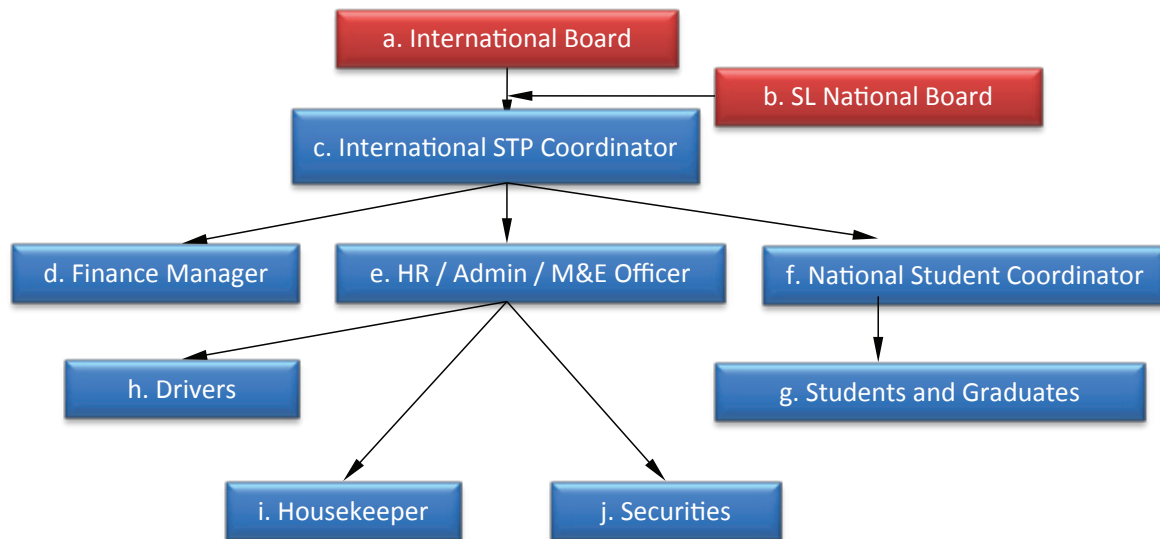 a. International Board
b. SL National Board
c. International STP Coordinator
d. Finance Manager
e. HR / Admin / M&E Officer
f. National Student Coordinator
h. Drivers
g. Students and Graduates
i. Housekeeper
j. Securities